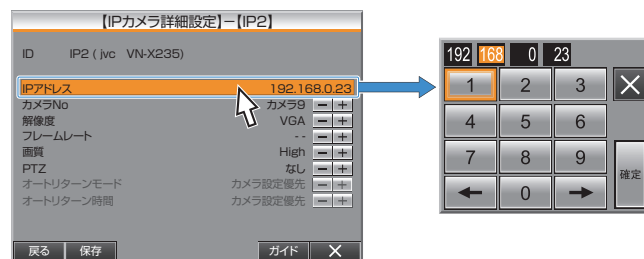 【IPカメラ詳細設定】－【IP2】
ID IP2 ( jvc VN-X235)
IPアドレス 192.168.0.23
カメラNo カメラ9 － ＋
解像度 VGA － ＋
フレームレート - - － ＋
画質 High － ＋
PTZ なし － ＋
オートリターンモード カメラ設定優先 － ＋
オートリターン時間 カメラ設定優先 － ＋
戻る 保存 ガイド ×
192 168 0 23
1 2 3 ×
4 5 6
7 8 9
確定
← 0 →